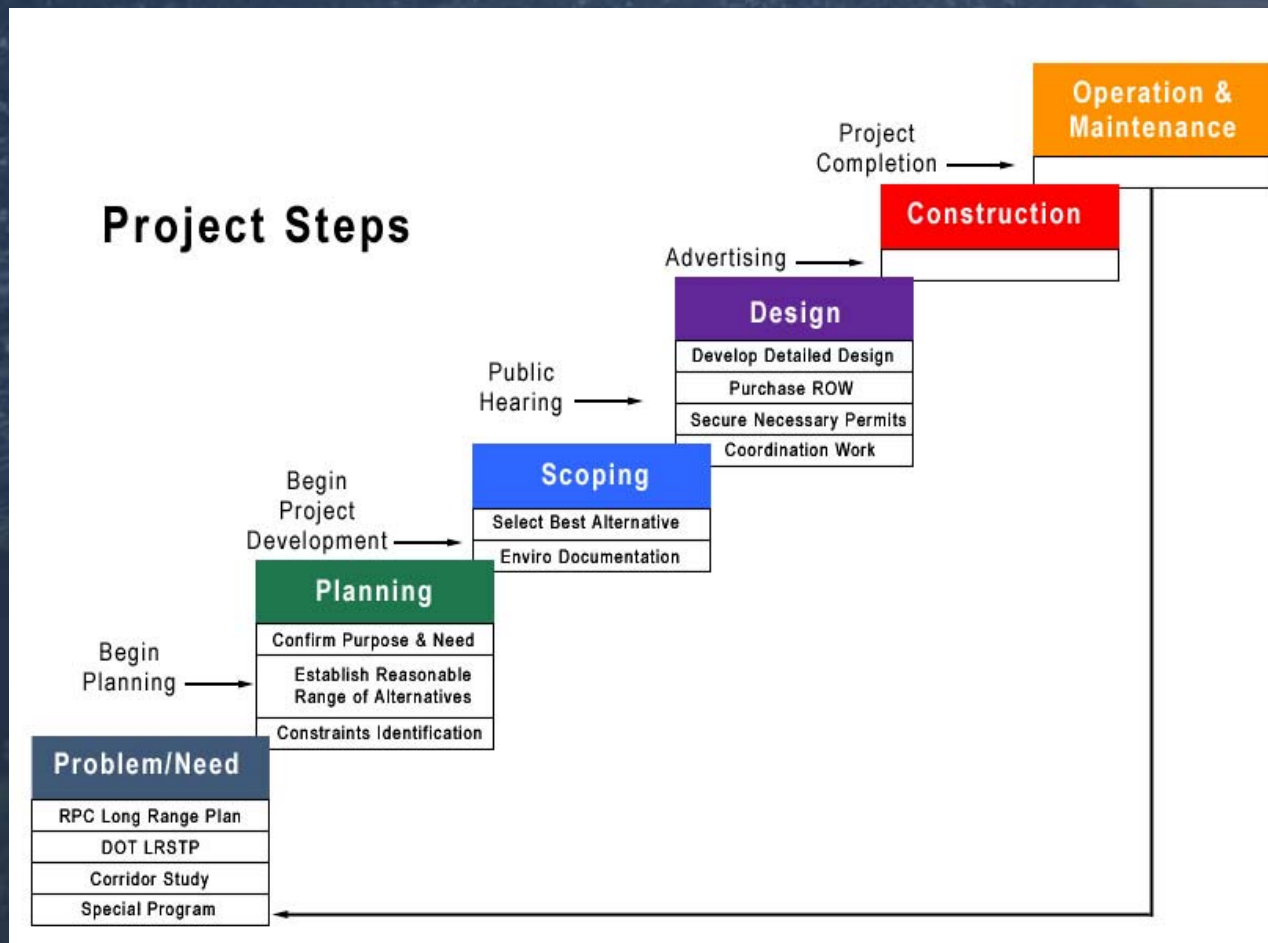 Project Steps
Operation &
Maintenance
Project
Completion
Construction
Advertising
Design
Develop Detailed Design
Purchase ROW
Secure Necessary Permits
Coordination Work
Public
Hearing
Scoping
Select Best Alternative
Enviro Documentation
Begin
Project
Development
Planning
Confirm Purpose & Need
Establish Reasonable
Range of Alternatives
Constraints Identification
Begin
Planning
Problem/Need
RPC Long Range Plan
DOT LRSTP
Corridor Study
Special Program